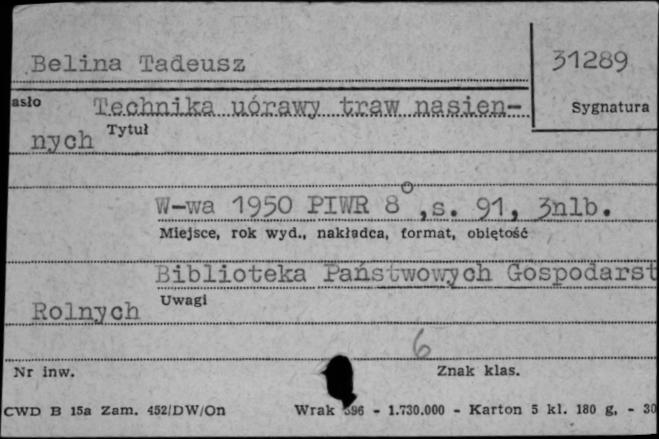 Belina Tadeusz
31289
asło Technika uórawy traw nasien-
Sygnatura
Tytuł
nych
W-wa 1950 PIWR 8°,s. 91, 3nlb.
Miejsce, rok wyd., nakładca, format, obiętość
Biblioteka Państwowych Gospodarst
Uwagi
Rolnych
6
Nr inw.
Znak klas.
CWD B 15a Zam. 452/DW/On
Wrak 596 - 1.730.000 - Karton 5 kl. 180 g, - 30